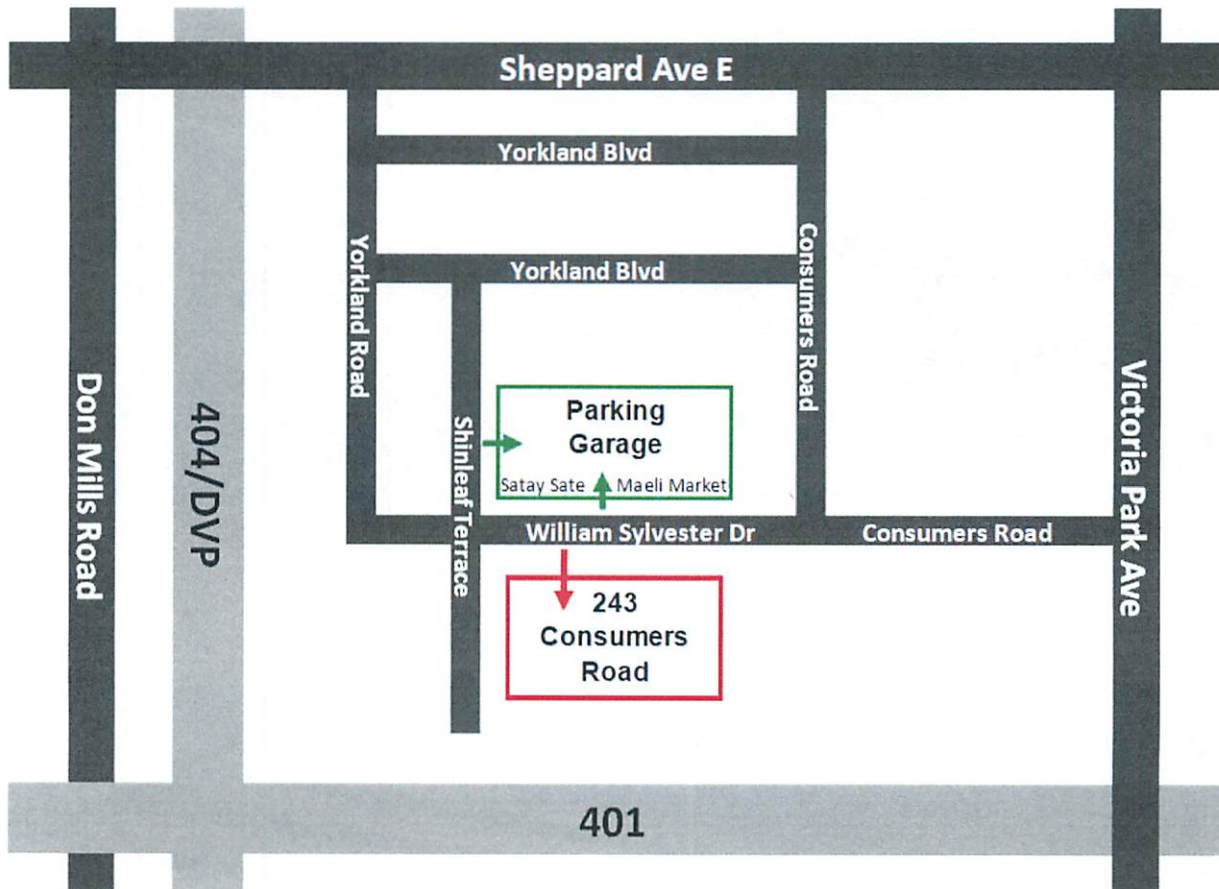 Sheppard Ave E
Yorkland Blvd
Yorkland Blvd
Don Mills Road
404/DVP
Yorkland Road
Shinleaf Terrace
Consumers Road
Victoria Park Ave
Parking
Garage
Satay Sate
Maeli Market
William Sylvester Dr
Consumers Road
243
Consumers
Road
401